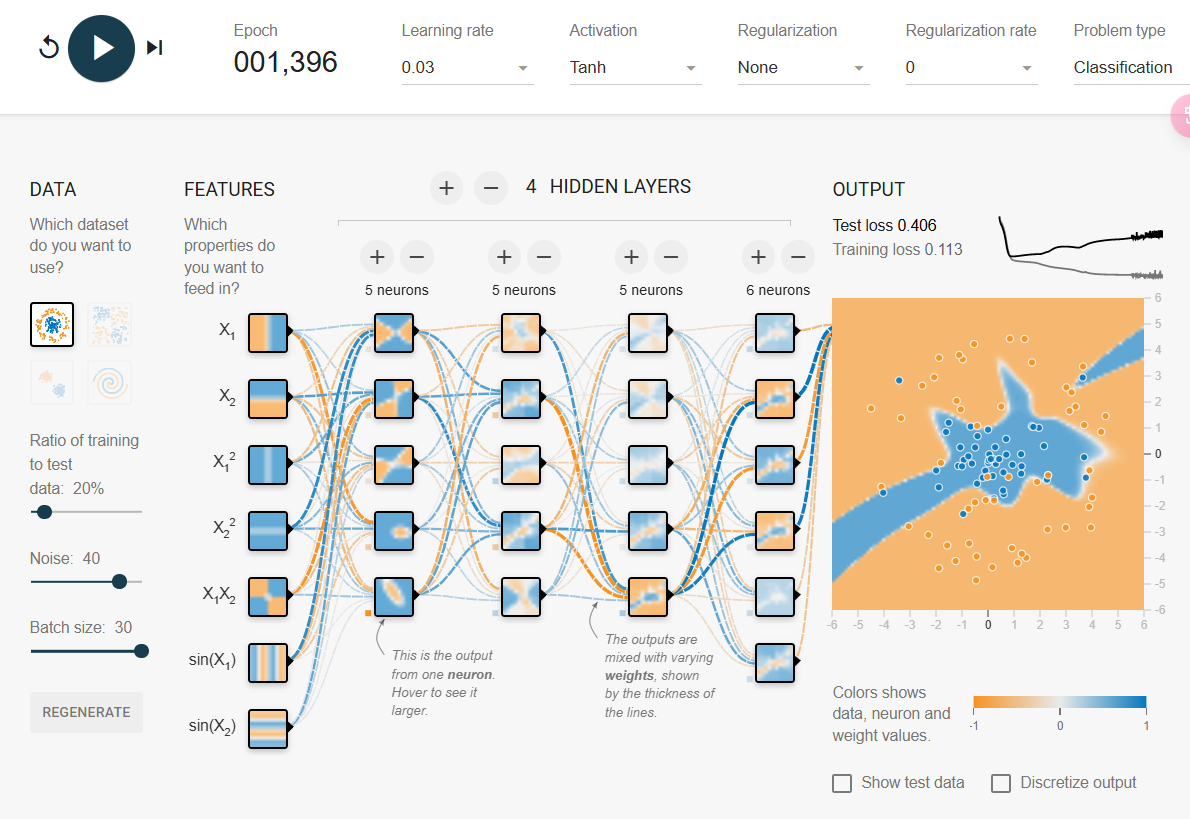 Epoch
001,396
Learning rate
0.03
Activation
Tanh
Regularization
None
Regularization rate
0
Problem type
Classification
DATA
Which dataset
do you want to
use?
Ratio of training
to test
data: 20%
Noise: 40
Batch size: 30
REGENERATE
FEATURES
Which
properties do
you want to
feed in?
X₁
X₂
X₁²
X₂²
X₁X₂
sin(X₁)
sin(X₂)
+ − 4 HIDDEN LAYERS
+ −
5 neurons
+ −
5 neurons
+ −
5 neurons
+ −
6 neurons
This is the output
from one neuron.
Hover to see it
larger.
The outputs are
mixed with varying
weights, shown
by the thickness of
the lines.
OUTPUT
Test loss 0.406
Training loss 0.113
6
5
4
3
2
1
0
-1
-2
-3
-4
-5
-6
-6 -5 -4 -3 -2 -1 0 1 2 3 4 5 6
Colors shows
data, neuron and
weight values.
-1 0 1
Show test data
Discretize output